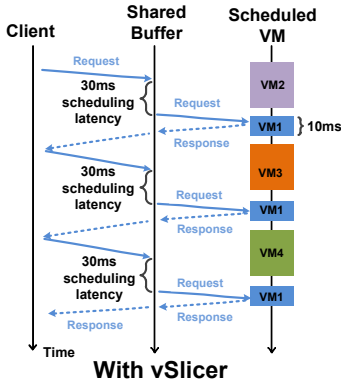 Client
Shared
Buffer
Scheduled
VM
Request
30ms
scheduling
latency
VM2
Request
VM1
10ms
Response
30ms
scheduling
latency
VM3
Request
VM1
Response
30ms
scheduling
latency
VM4
Request
VM1
Response
Response
Time
With vSlicer